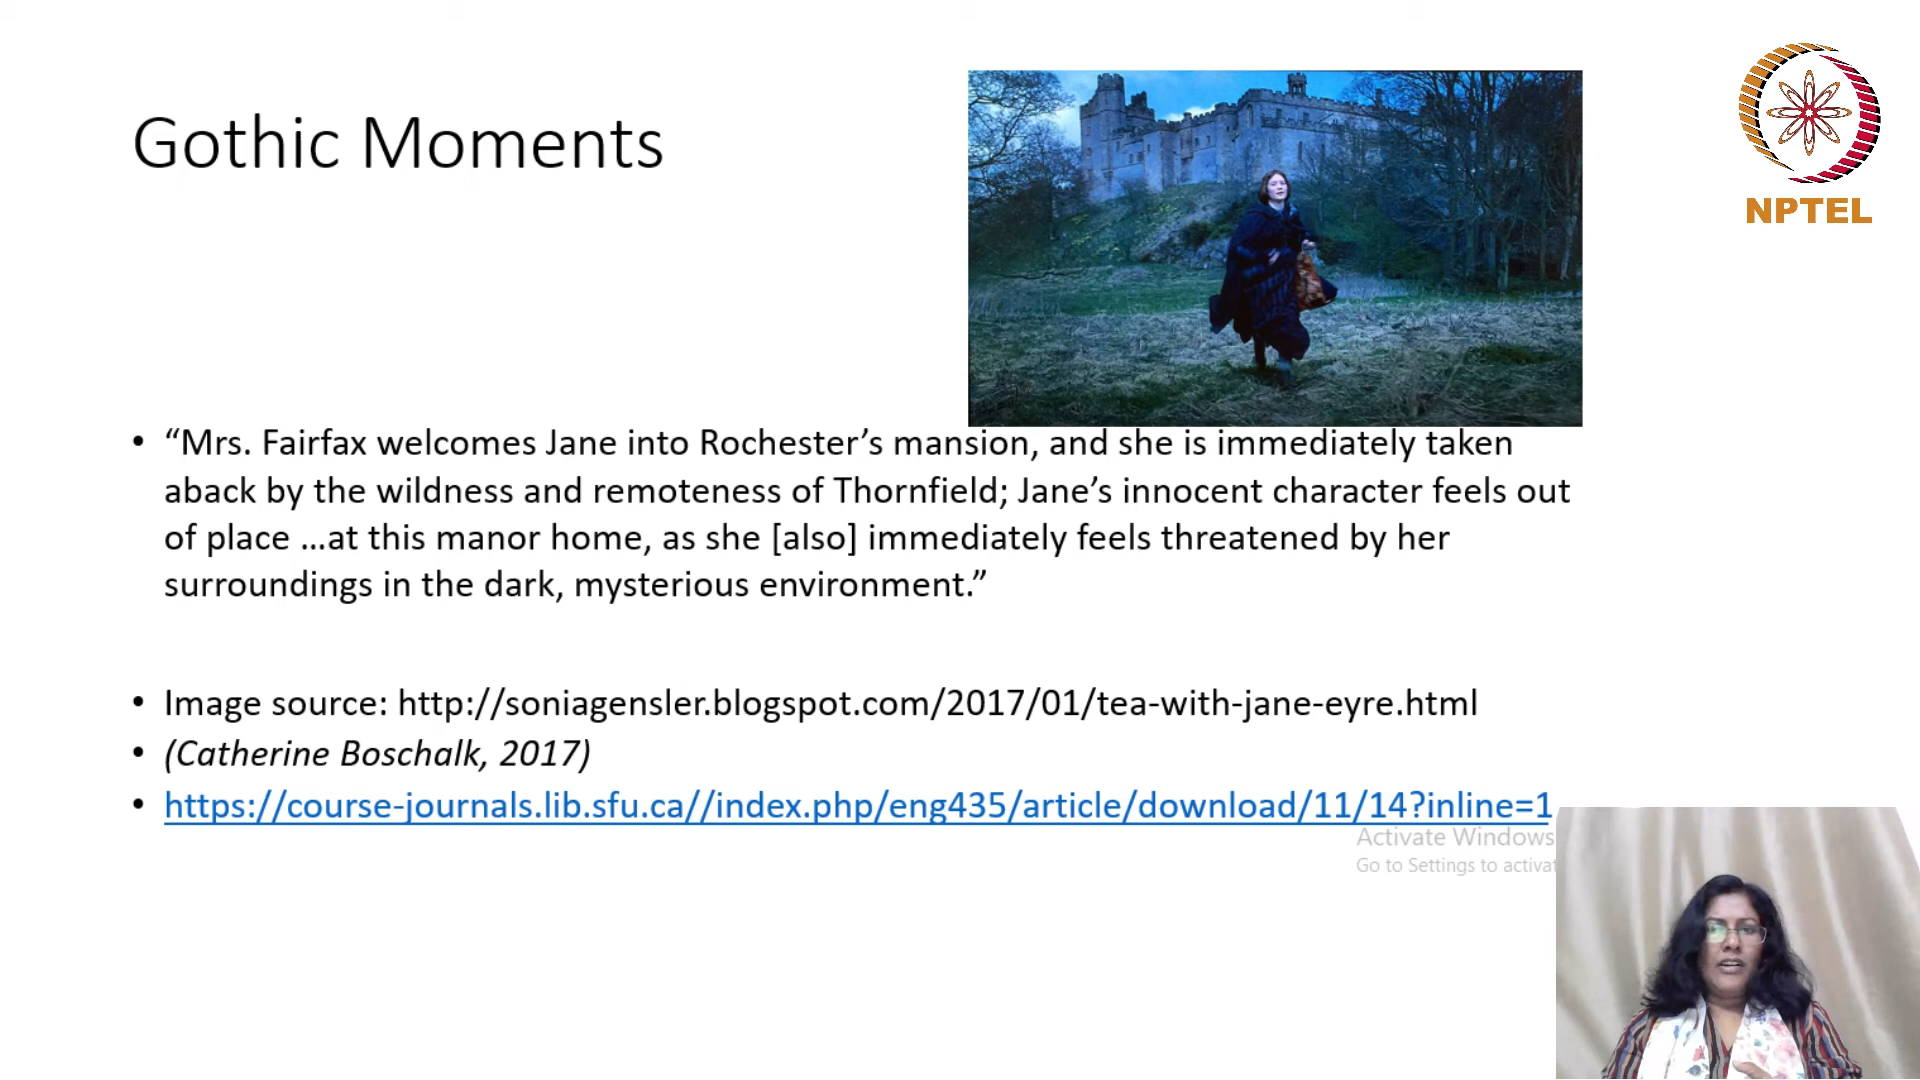 Gothic Moments
NPTEL
• “Mrs. Fairfax welcomes Jane into Rochester’s mansion, and she is immediately taken
aback by the wildness and remoteness of Thornfield; Jane’s innocent character feels out
of place ...at this manor home, as she [also] immediately feels threatened by her
surroundings in the dark, mysterious environment.”
• Image source: http://soniagensler.blogspot.com/2017/01/tea-with-jane-eyre.html
• (Catherine Boschalk, 2017)
• https://course-journals.lib.sfu.ca//index.php/eng435/article/download/11/14?inline=1
Activate Windows
Go to Settings to activat